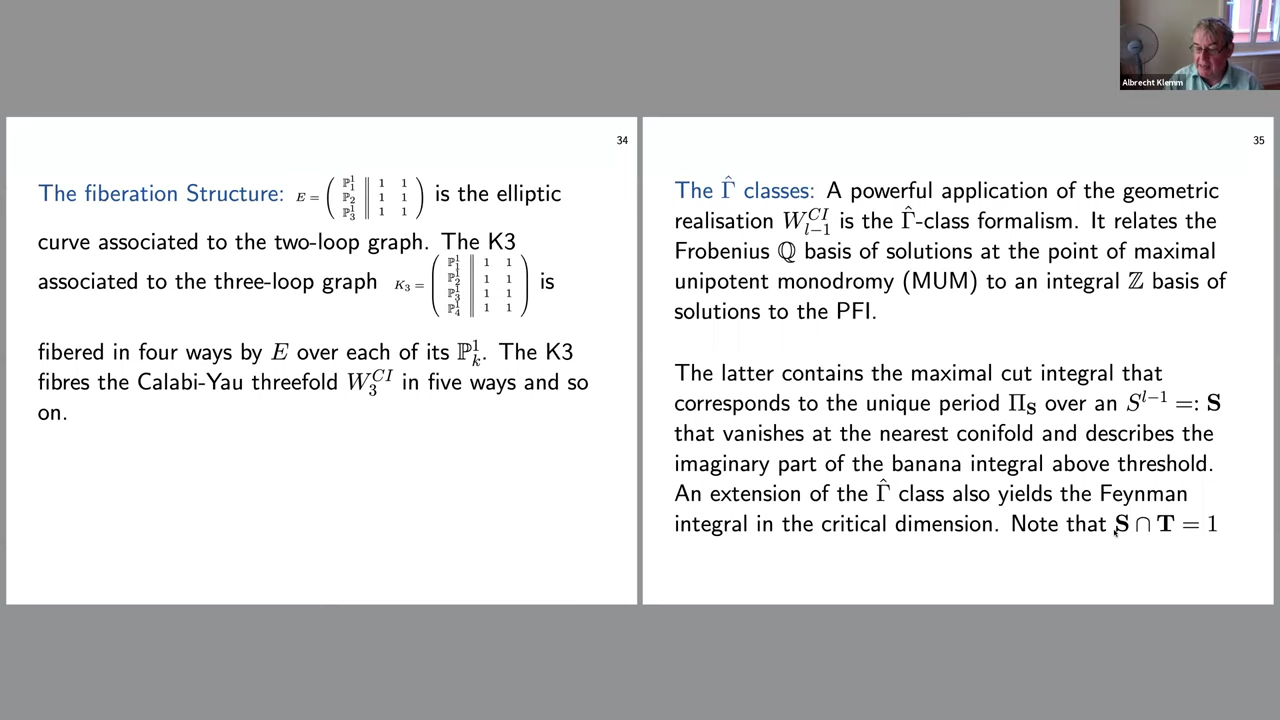 Albrecht Klemm
34
The fiberation Structure: E = ( ℙ¹₁ ‖ 1 1 ; ℙ¹₂ ‖ 1 1 ; ℙ¹₃ ‖ 1 1 ) is the elliptic
curve associated to the two-loop graph. The K3
associated to the three-loop graph K₃ = ( ℙ¹₁ ‖ 1 1 ; ℙ¹₂ ‖ 1 1 ; ℙ¹₃ ‖ 1 1 ; ℙ¹₄ ‖ 1 1 ) is
fibered in four ways by E over each of its ℙ¹ₖ. The K3
fibres the Calabi-Yau threefold W₃^{CI} in five ways and so
on.
35
The Γ̂ classes: A powerful application of the geometric
realisation W_{l−1}^{CI} is the Γ̂-class formalism. It relates the
Frobenius ℚ basis of solutions at the point of maximal
unipotent monodromy (MUM) to an integral ℤ basis of
solutions to the PFI.
The latter contains the maximal cut integral that
corresponds to the unique period Π_𝐒 over an S^{l−1} =: 𝐒
that vanishes at the nearest conifold and describes the
imaginary part of the banana integral above threshold.
An extension of the Γ̂ class also yields the Feynman
integral in the critical dimension. Note that 𝐒 ∩ 𝐓 = 1